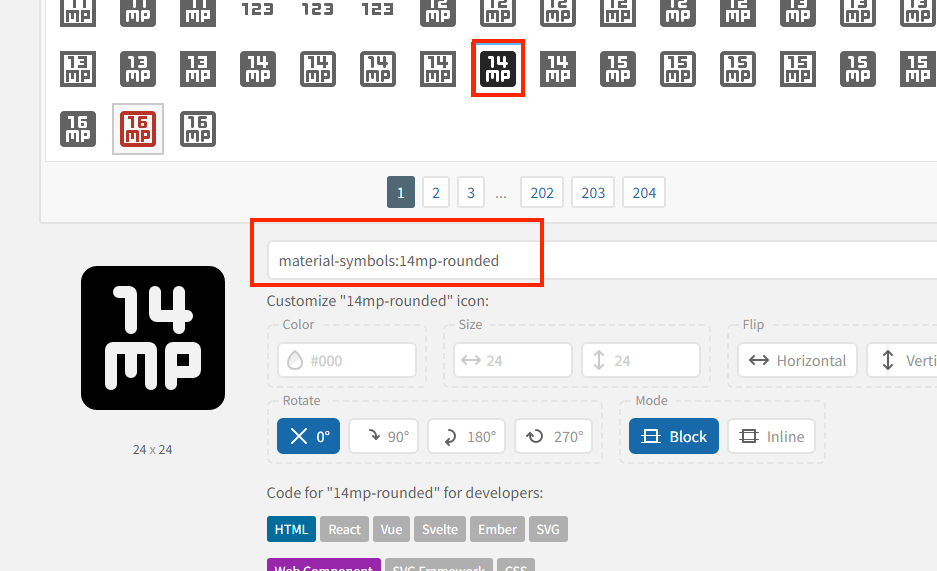 11 MP 11 MP 11 MP 123 123 123 12 MP 12 MP 12 MP 12 MP 12 MP 12 MP 13 MP 13 MP 13 MP
13 MP 13 MP 13 MP 14 MP 14 MP 14 MP 14 MP 14 MP 14 MP 15 MP 15 MP 15 MP 15 MP 15 MP 15 MP
16 MP 16 MP 16 MP
1 2 3 ... 202 203 204
material-symbols:14mp-rounded
Customize "14mp-rounded" icon:
Color Size Flip
#000 24 24 Horizontal
Rotate Mode
0° 90° 180° 270° Block Inline
14
MP
24 x 24
Code for "14mp-rounded" for developers:
HTML React Vue Svelte Ember SVG
Web Component SVG Framework CSS